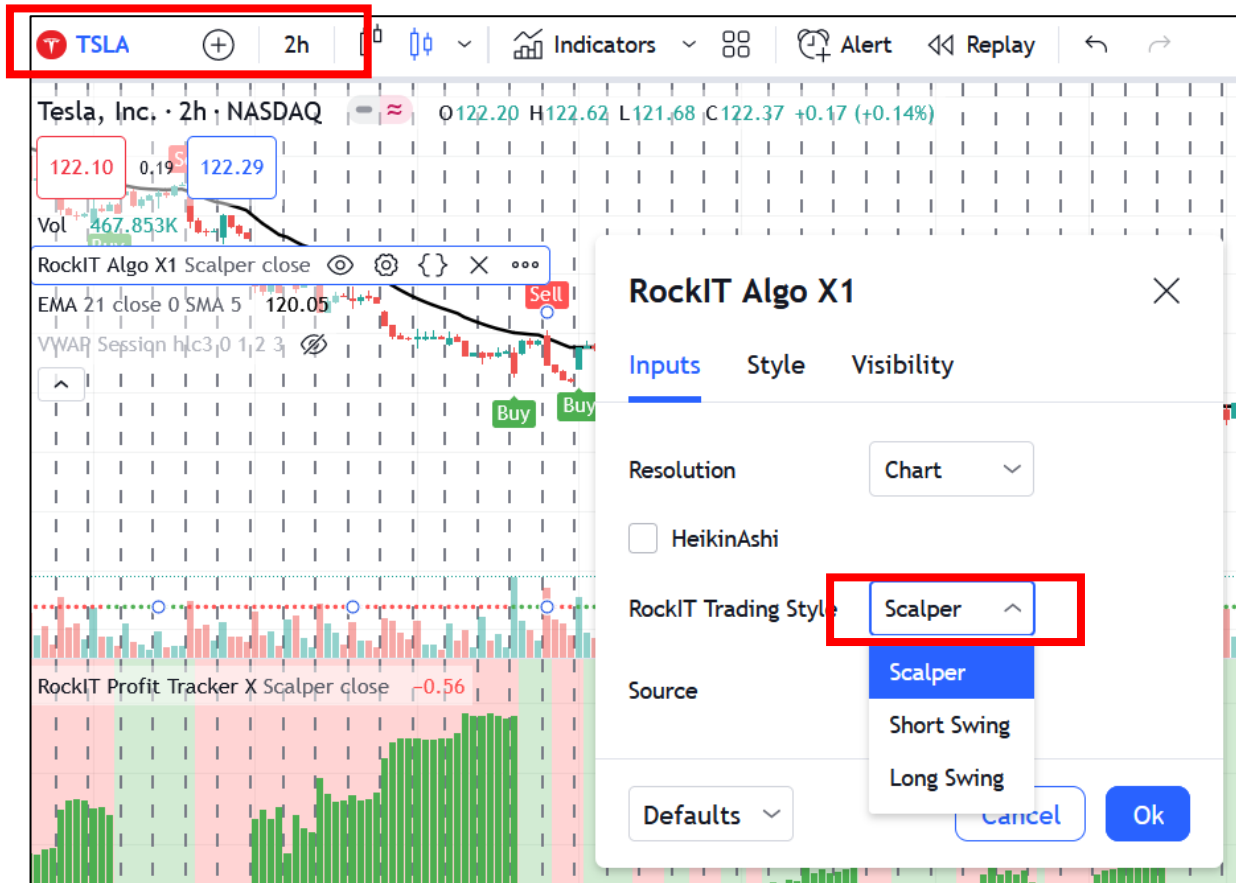 TSLA 2h Indicators Alert Replay
Tesla, Inc. · 2h · NASDAQ O122.20 H122.62 L121.68 C122.37 +0.17 (+0.14%)
122.10 0.19 122.29
Vol 467.853K
Buy
RockIT Algo X1 Scalper close
EMA 21 close 0 SMA 5 120.05
Sell
VWAP Session hlc3 0 1 2 3
Buy
Buy
RockIT Profit Tracker X Scalper close −0.56
RockIT Algo X1
Inputs Style Visibility
Resolution Chart
HeikinAshi
RockIT Trading Style Scalper
Scalper
Source
Short Swing
Long Swing
Defaults Cancel Ok